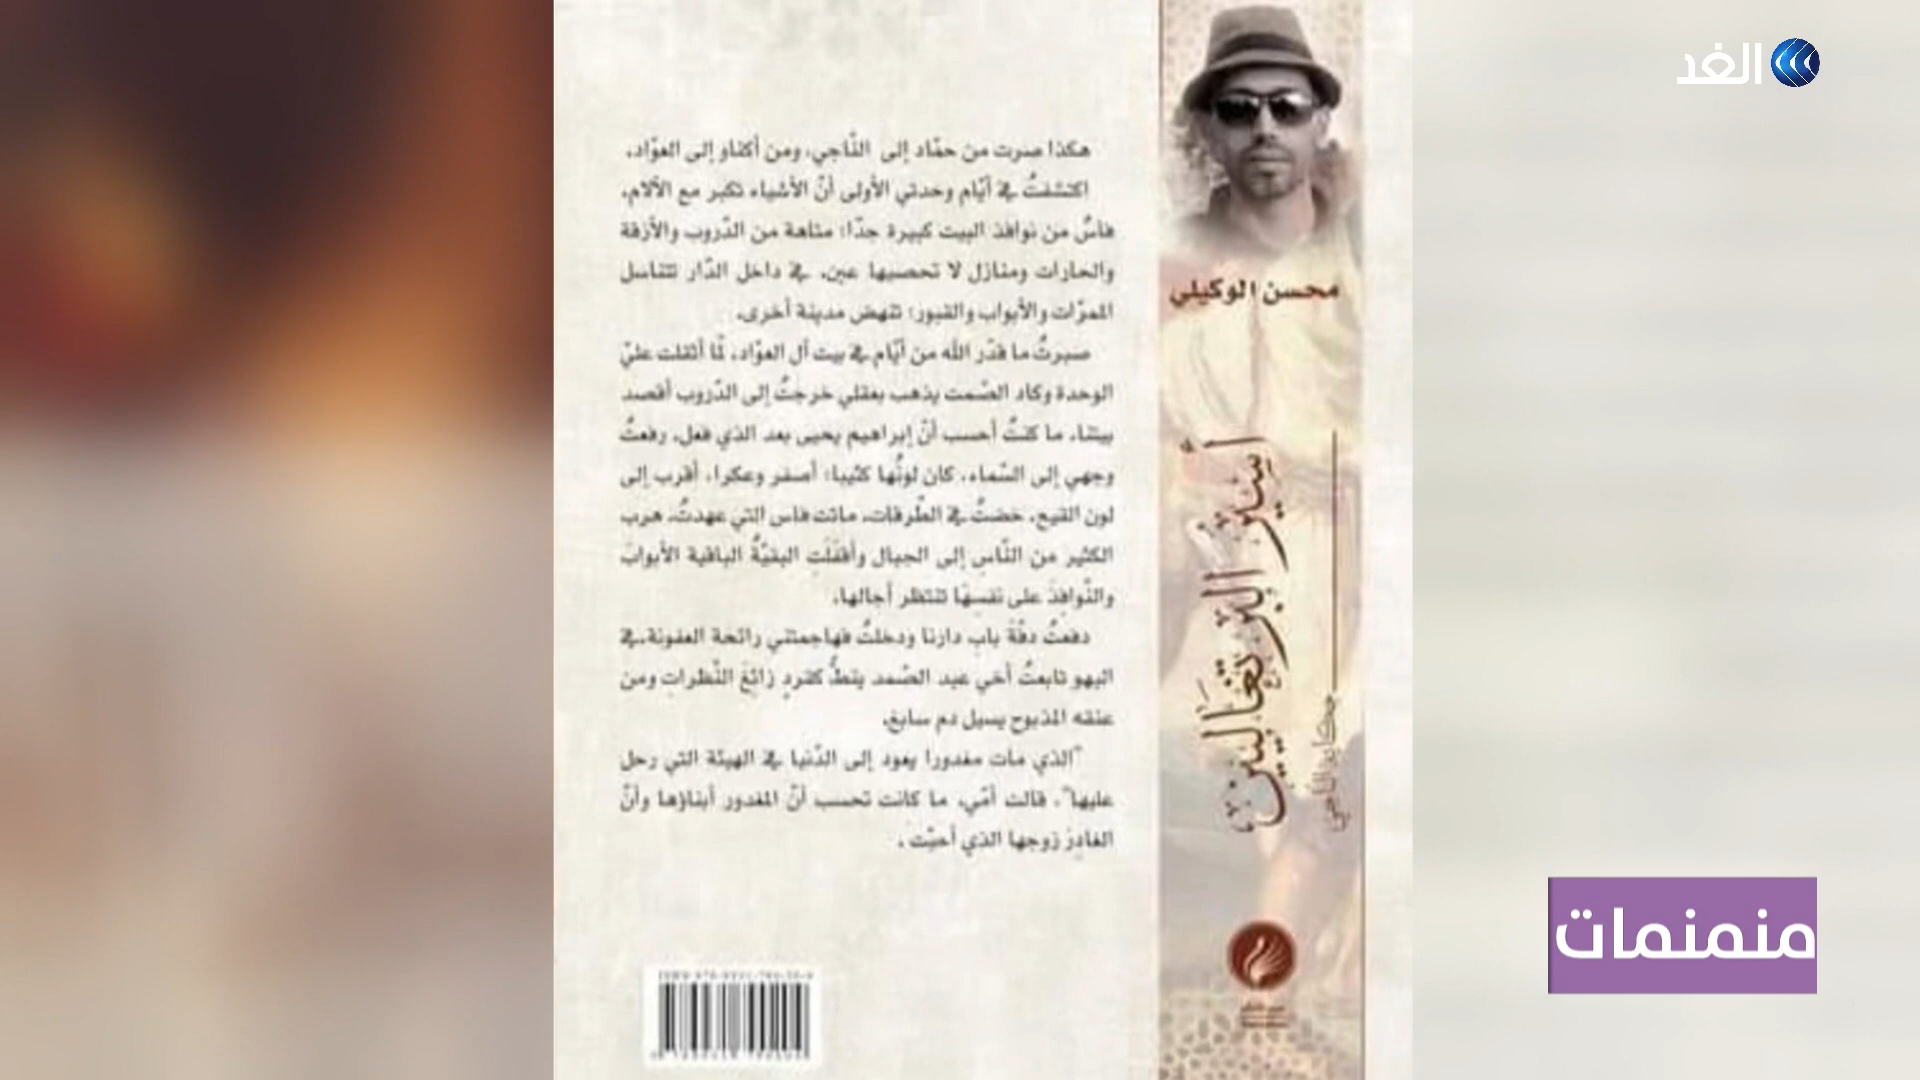 الغد
هكذا صرت من حمّاد إلى النّاجي، ومن أكناو إلى العوّاد.
اكتشفتُ في أيّام وحدتي الأولى أنّ الأشياء تكبر مع الآلام.
فاسُ من نوافذ البيت كبيرة جدّا؛ متاهة من الدّروب والأزقة
والحارات ومنازل لا تحصيها عين. في داخل الدّار تتناسل
الممرّات والأبواب والقبور؛ تنهض مدينة أخرى.
صبرتُ ما قدّر الله من أيّام في بيت آل العوّاد، لمّا أثقلت عليّ
الوحدة وكاد الصّمت يذهب بعقلي خرجتُ إلى الدّروب أقصد
بيتنا. ما كنتُ أحسب أنّ إبراهيم يحيى بعد الذي فعل. رفعتُ
وجهي إلى السّماء. كان لونُها كئيبا؛ أصفر وعكرا، أقرب إلى
لون القيح. خضتُ في الطّرقات. ماتت فاس التي عهدتُ. هرب
الكثير من النّاسِ إلى الجبال وأقفَلَتِ البقيّةُ الباقية الأبوابَ
والنّوافِذَ على نفسِهَا تنتظر آجالها.
دفعتُ دفّةَ بابِ دارنا ودخلتُ فهاجمتني رائحة العفونة. في
البهو تابعتُ أخي عبد الصّمد ينطُّ كقردٍ زائغَ النّظراتِ ومن
عنقه المذبوح يسيل دم سابغ.
"الذي مات مغدورا يعود إلى الدّنيا في الهيئة التي رحل
عليها". قالت أمّي. ما كانت تحسب أنّ المغدور أبناؤها وأنّ
الغادِرَ زوجها الذي أحبّت .
محسن الوكيلي
أسير البرتغاليين
حكاية الناجي
منمنمات